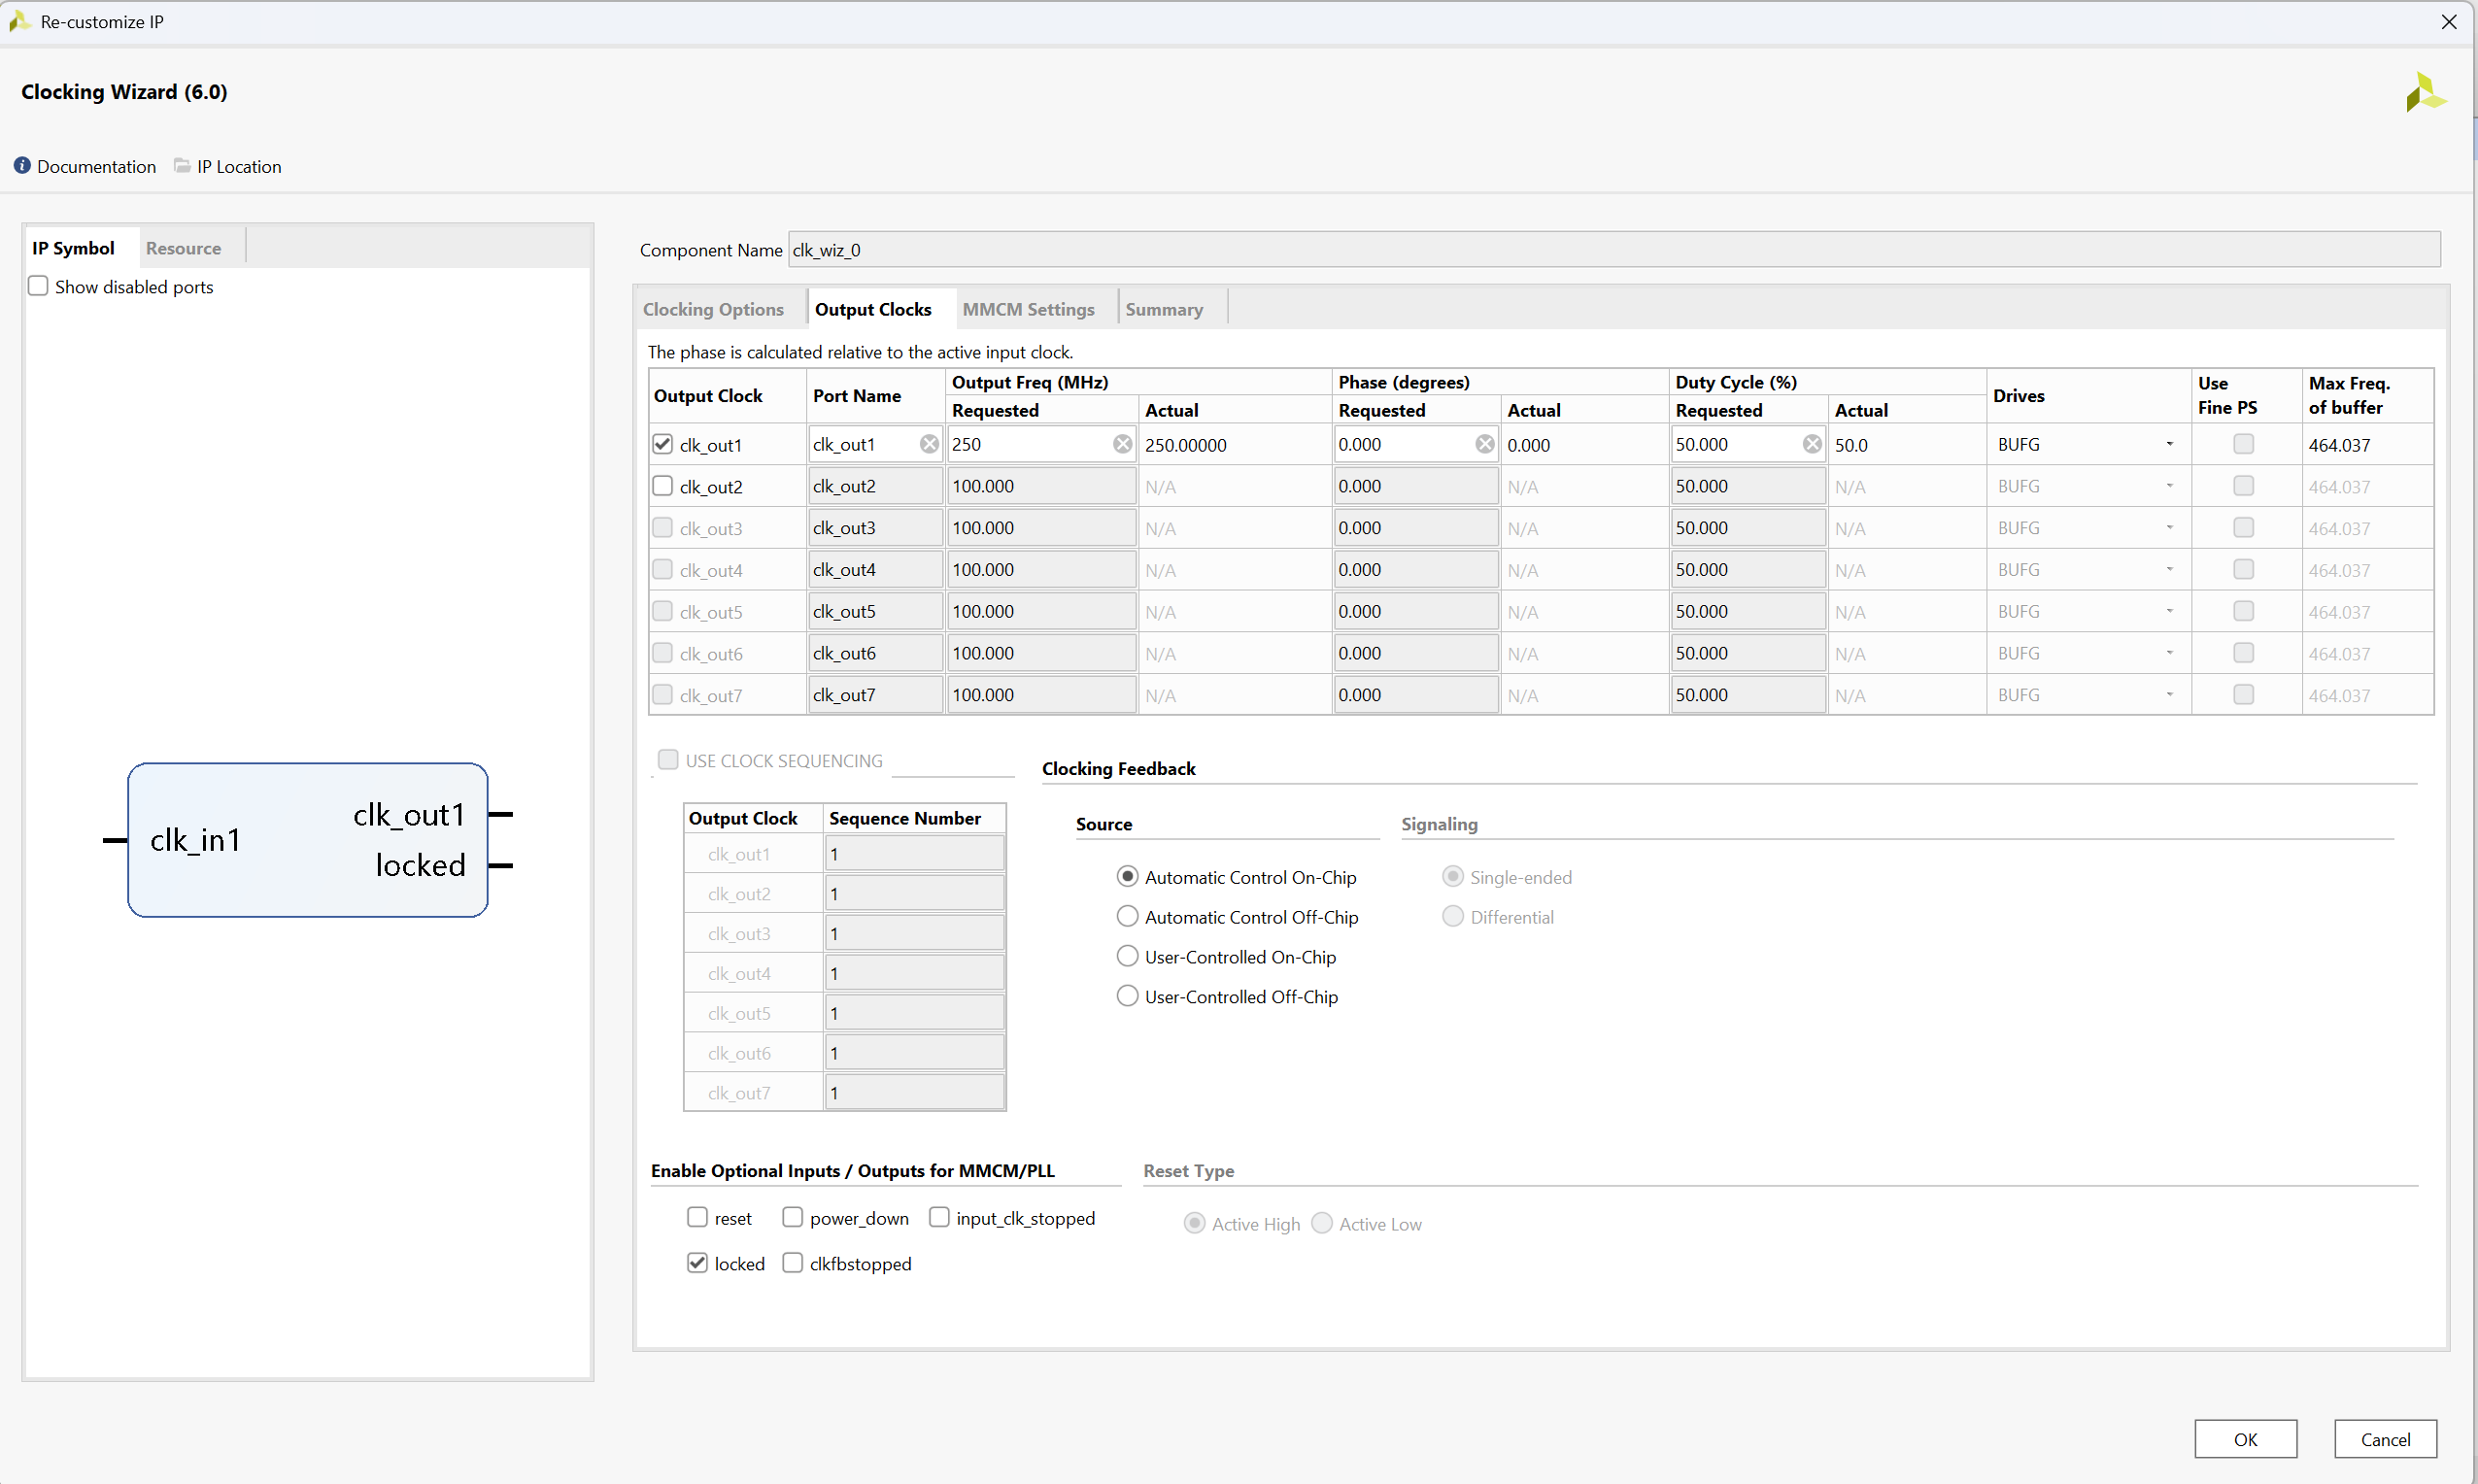 Re-customize IP
Clocking Wizard (6.0)
Documentation IP Location
IP Symbol Resource
Show disabled ports
clk_in1
clk_out1
locked
Component Name clk_wiz_0
Clocking Options Output Clocks MMCM Settings Summary
The phase is calculated relative to the active input clock.
Output Clock Port Name Output Freq (MHz) Phase (degrees) Duty Cycle (%) Drives Use Fine PS Max Freq. of buffer
Requested Actual Requested Actual Requested Actual
clk_out1 clk_out1 250 250.00000 0.000 0.000 50.000 50.0 BUFG 464.037
clk_out2 clk_out2 100.000 N/A 0.000 N/A 50.000 N/A BUFG 464.037
clk_out3 clk_out3 100.000 N/A 0.000 N/A 50.000 N/A BUFG 464.037
clk_out4 clk_out4 100.000 N/A 0.000 N/A 50.000 N/A BUFG 464.037
clk_out5 clk_out5 100.000 N/A 0.000 N/A 50.000 N/A BUFG 464.037
clk_out6 clk_out6 100.000 N/A 0.000 N/A 50.000 N/A BUFG 464.037
clk_out7 clk_out7 100.000 N/A 0.000 N/A 50.000 N/A BUFG 464.037
USE CLOCK SEQUENCING
Output Clock Sequence Number
clk_out1 1
clk_out2 1
clk_out3 1
clk_out4 1
clk_out5 1
clk_out6 1
clk_out7 1
Clocking Feedback
Source Signaling
Automatic Control On-Chip Single-ended
Automatic Control Off-Chip Differential
User-Controlled On-Chip
User-Controlled Off-Chip
Enable Optional Inputs / Outputs for MMCM/PLL Reset Type
reset power_down input_clk_stopped Active High Active Low
locked clkfbstopped
OK Cancel